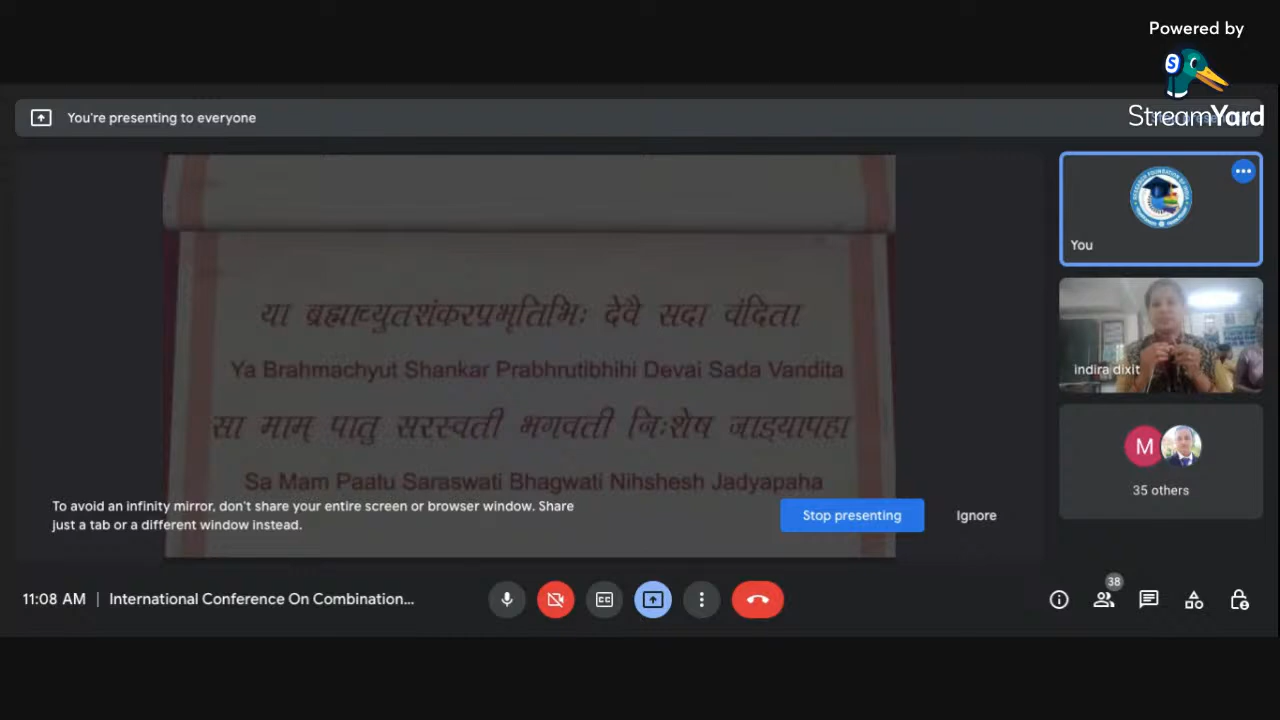 Powered by
StreamYard
You're presenting to everyone
या ब्रह्माच्युतशंकरप्रभृतिभिः देवै सदा वंदिता
Ya Brahmachyut Shankar Prabhrutibhihi Devai Sada Vandita
सा माम् पातु सरस्वती भगवती निःशेष जाड्यापहा
Sa Mam Paatu Saraswati Bhagwati Nihshesh Jadyapaha
To avoid an infinity mirror, don't share your entire screen or browser window. Share
just a tab or a different window instead.
Stop presenting
Ignore
You
indira dixit
M
35 others
11:08 AM | International Conference On Combination...
CC
38